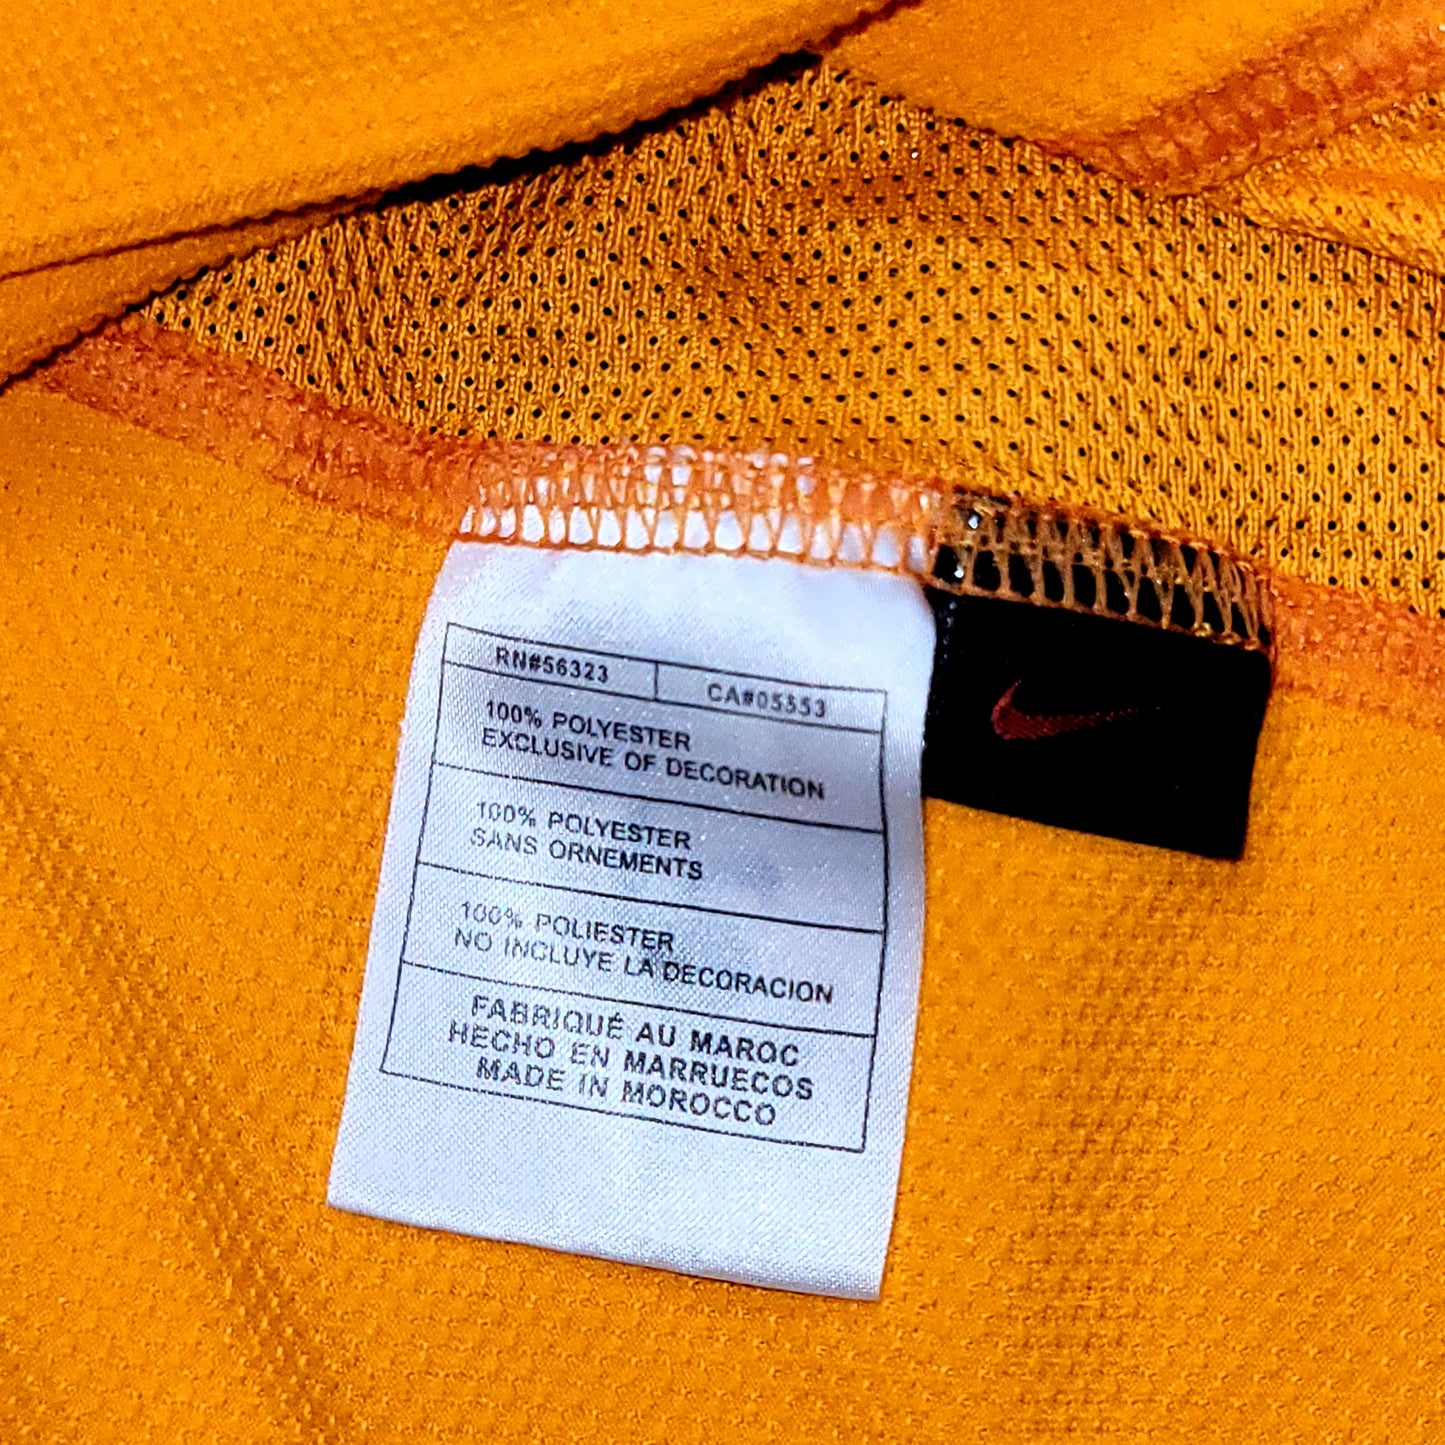 RN#56323 CA#05553
100% POLYESTER
EXCLUSIVE OF DECORATION
100% POLYESTER
SANS ORNEMENTS
100% POLIESTER
NO INCLUYE LA DECORACION
FABRIQUÉ AU MAROC
HECHO EN MARRUECOS
MADE IN MOROCCO